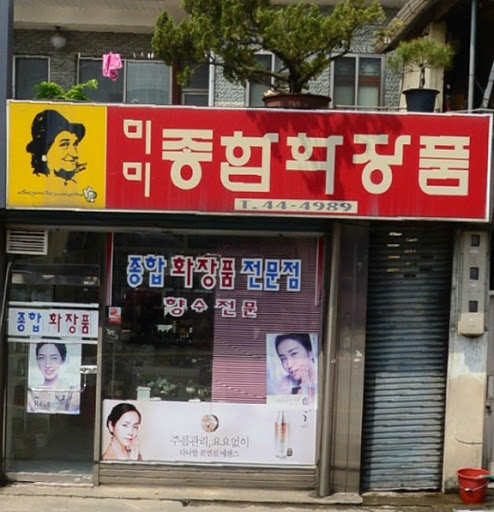 미미 종합화장품
T. 44-4989
종합 화장품 전문점
향수전문
종합 화장품
주름관리, 요요없이